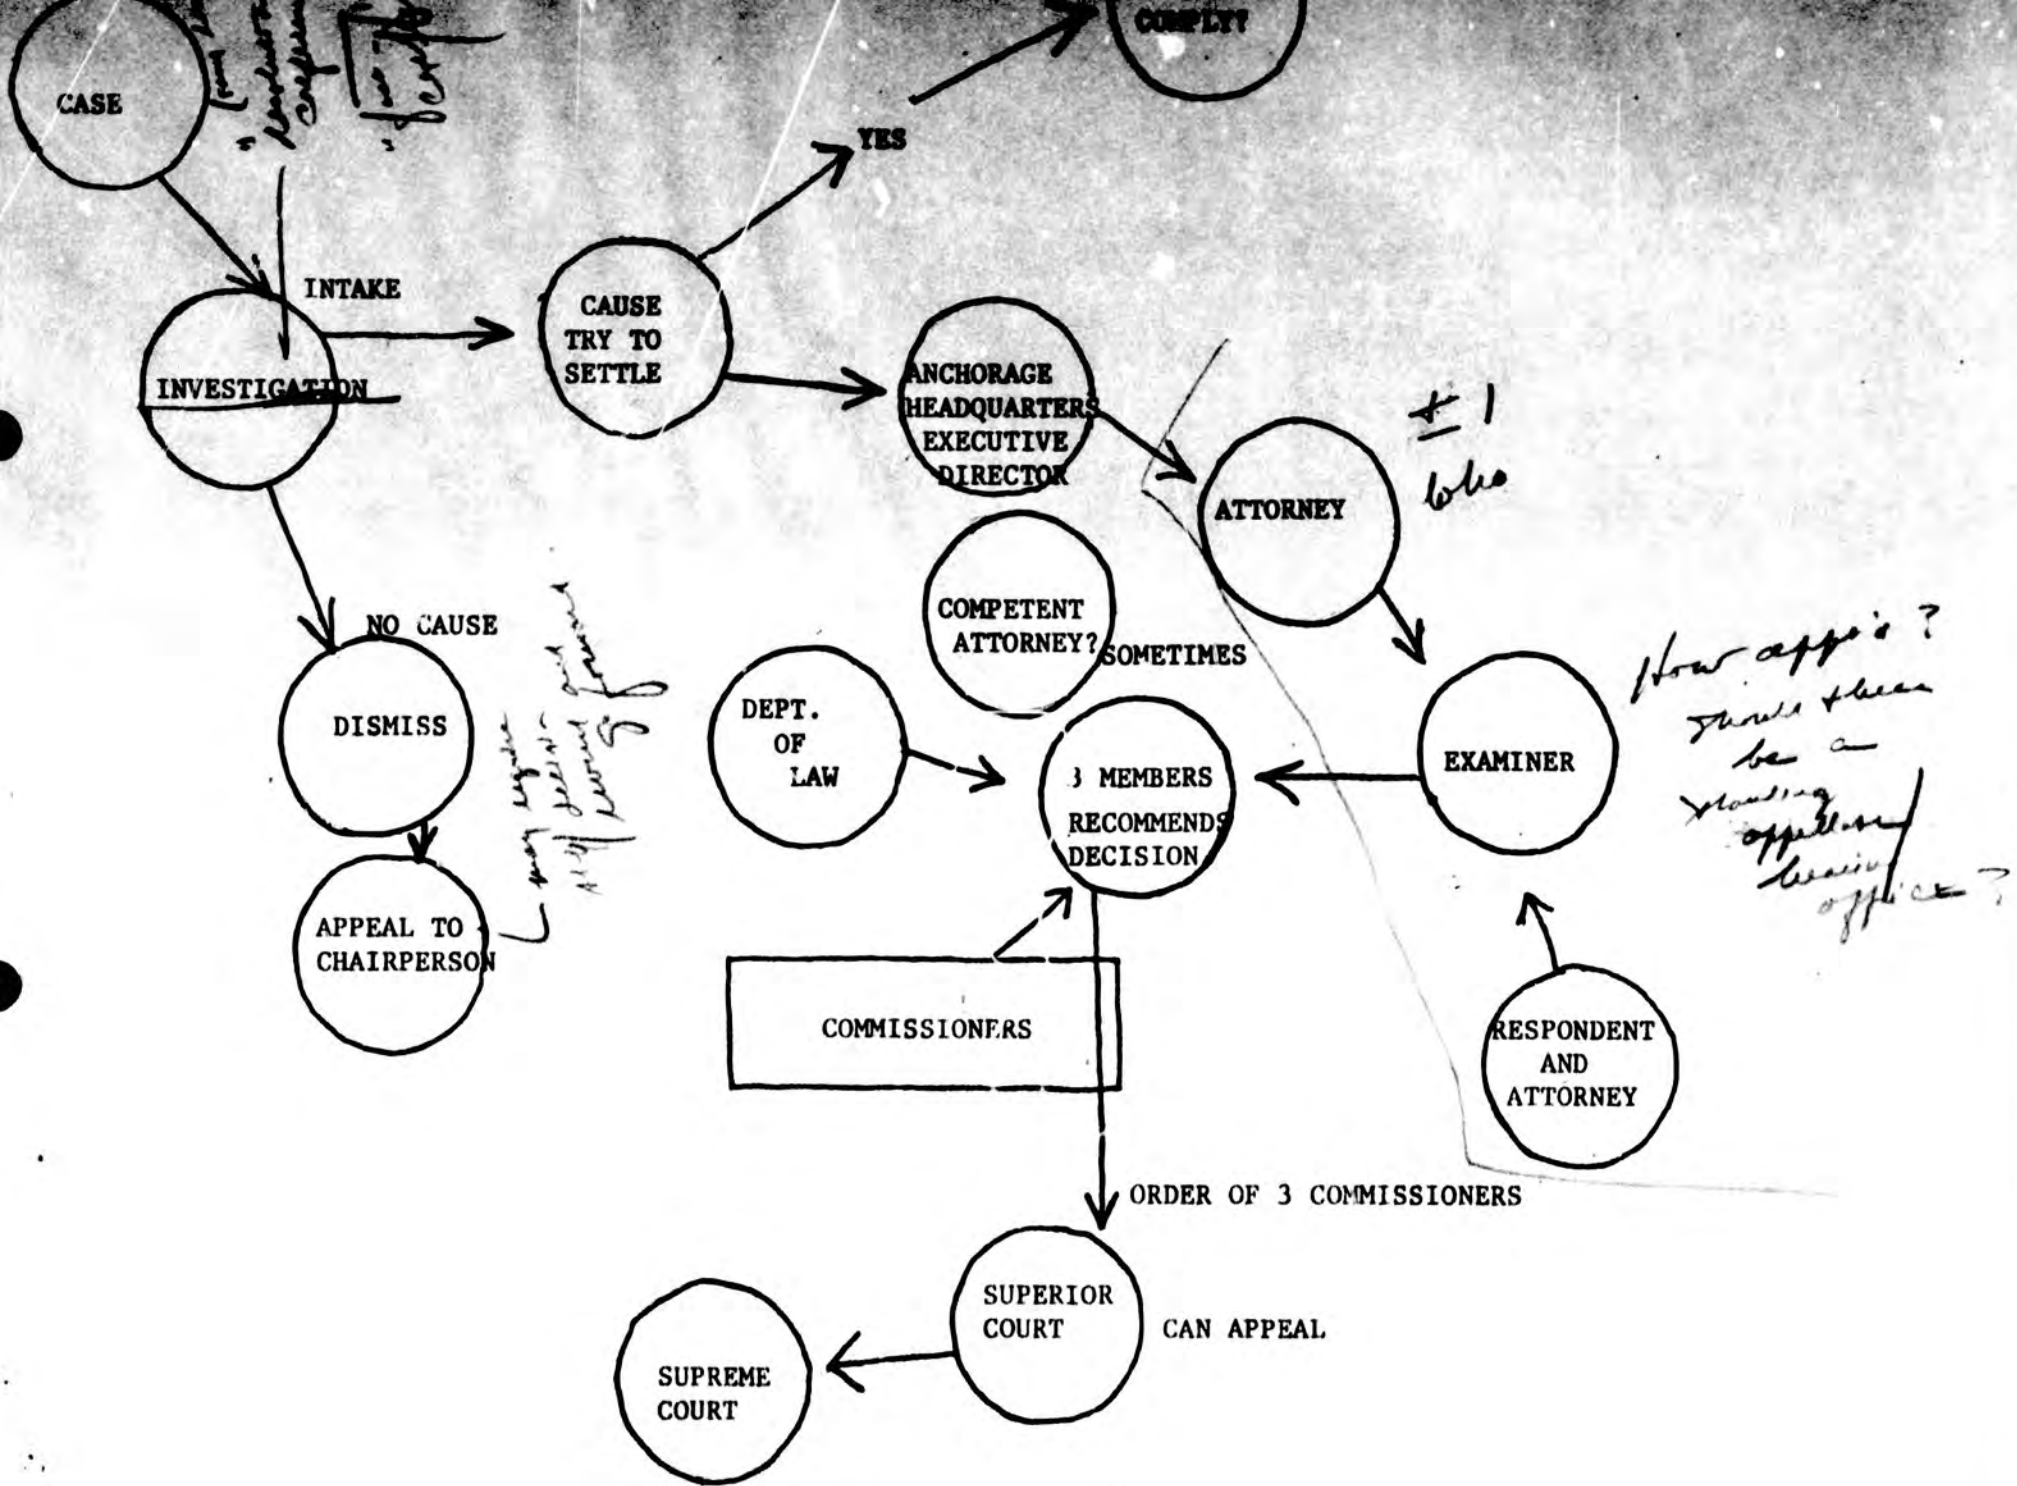 COMPLY?
CASE
YES
INTAKE
INVESTIGATION
CAUSE
TRY TO
SETTLE
ANCHORAGE
HEADQUARTERS
EXECUTIVE
DIRECTOR
ATTORNEY
± 1
who
COMPETENT
ATTORNEY?
SOMETIMES
NO CAUSE
DISMISS
DEPT.
OF
LAW
3 MEMBERS
RECOMMENDS
DECISION
EXAMINER
How
should there
be a
standing
hearing
office?
APPEAL TO
CHAIRPERSON
may
COMMISSIONERS
RESPONDENT
AND
ATTORNEY
ORDER OF 3 COMMISSIONERS
SUPERIOR
COURT
CAN APPEAL
SUPREME
COURT